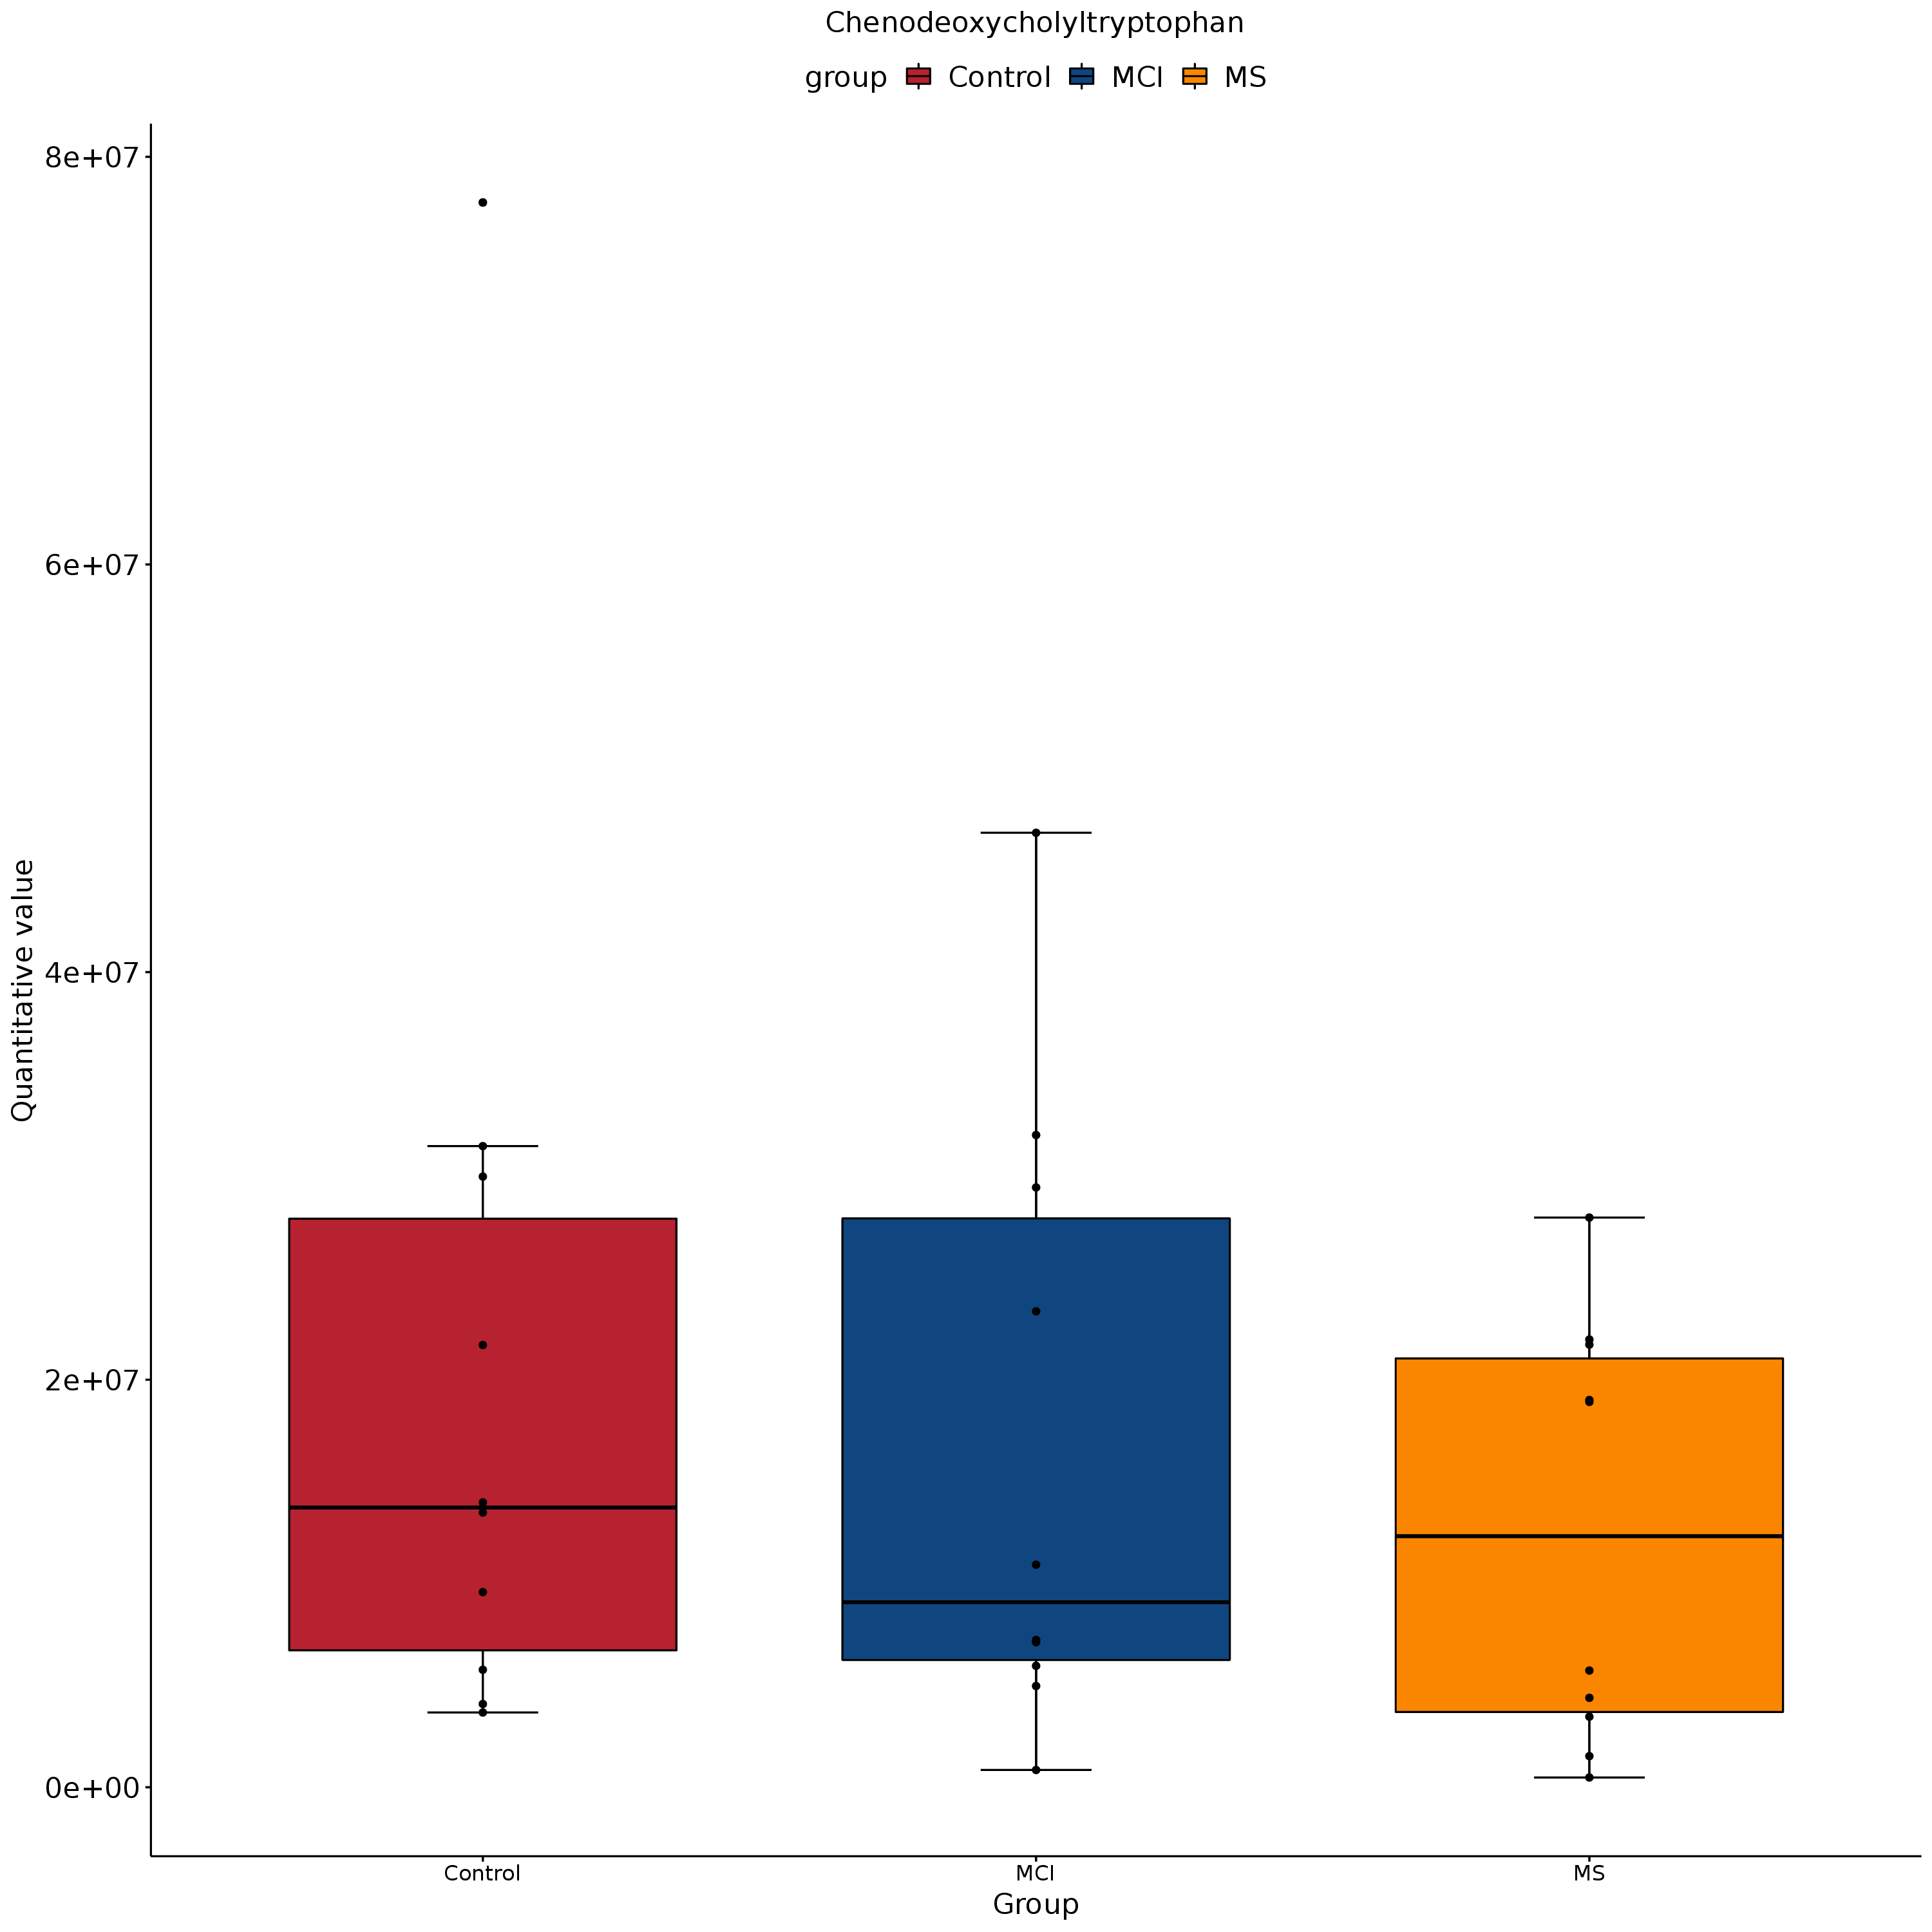 Chenodeoxycholyltryptophan
group Control MCI MS
8e+07
6e+07
4e+07
2e+07
0e+00
Quantitative value
Control MCI MS
Group